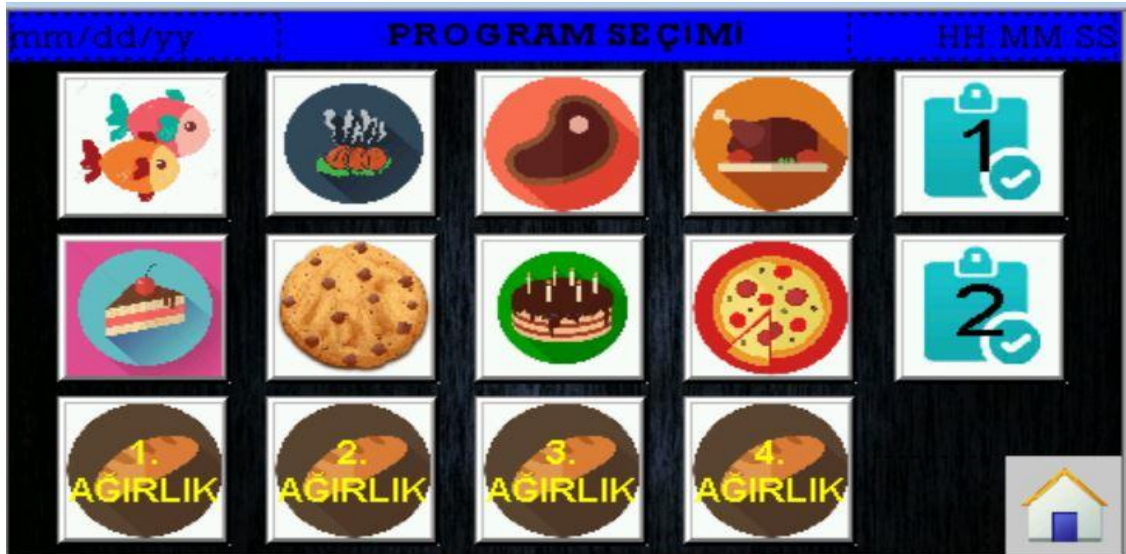 mm/dd/yy
PROGRAM SEÇİMİ
HH:MM:SS
1
2
1.
AĞIRLIK
2.
AĞIRLIK
3.
AĞIRLIK
4.
AĞIRLIK